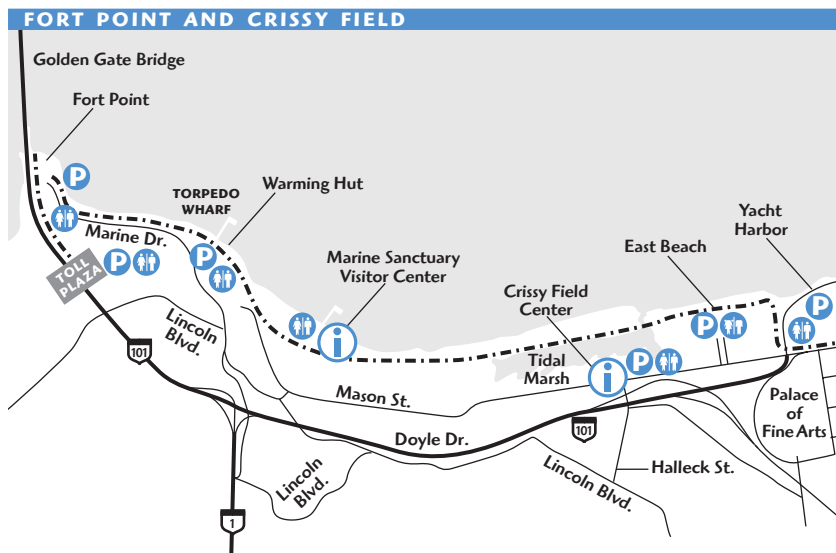 FORT POINT AND CRISSY FIELD
Golden Gate Bridge
Fort Point
P
TORPEDO
WHARF
Warming Hut
Yacht
Harbor
Marine Dr.
East Beach
Marine Sanctuary
Visitor Center
P
P
TOLL
PLAZA
Crissy Field
Center
P
P
Lincoln
Blvd.
i
101
Tidal
Marsh
P
i
Mason St.
Palace
of
Fine Arts
Doyle Dr.
101
Lincoln
Blvd.
Lincoln Blvd.
Halleck St.
1